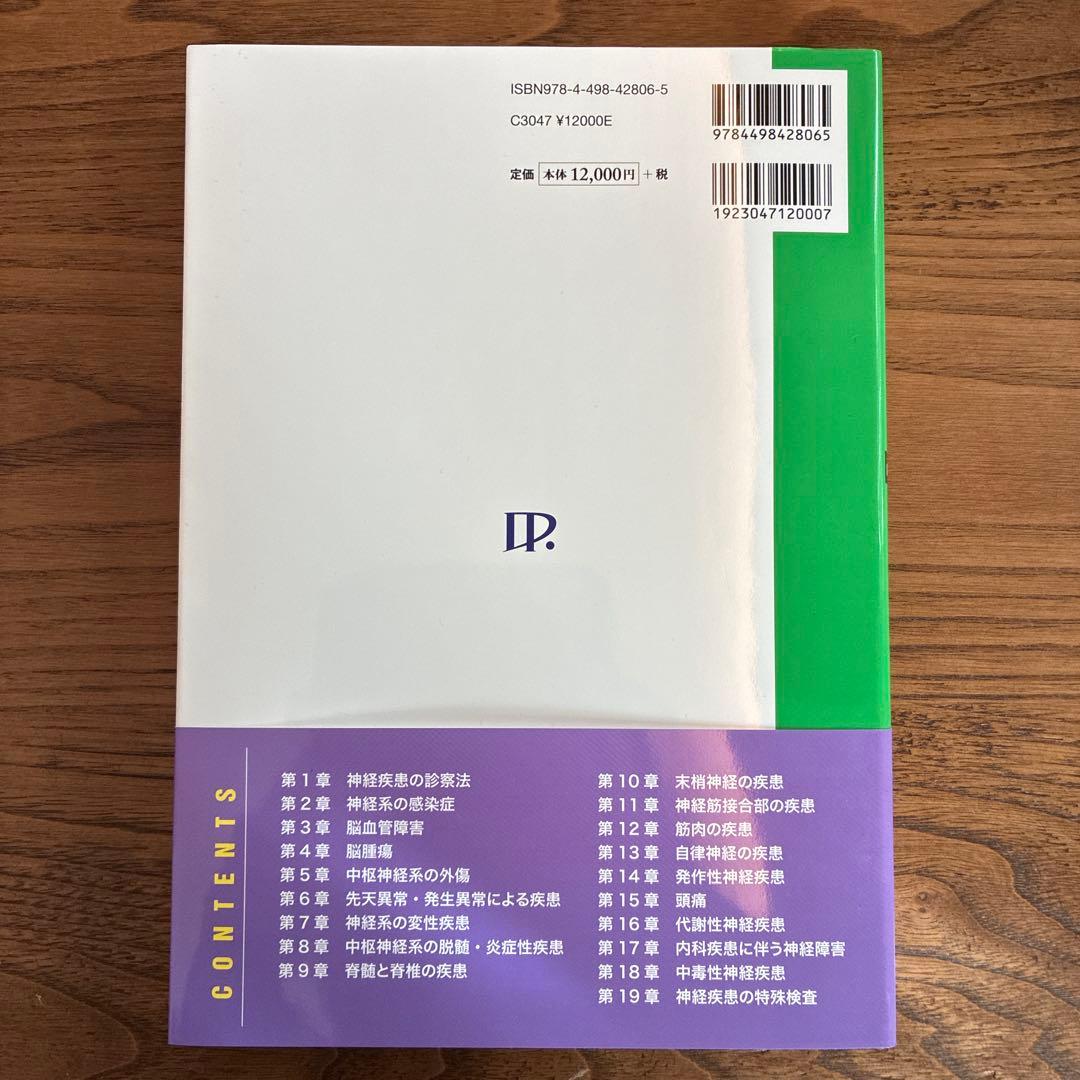 ISBN978-4-498-42806-5
C3047 ¥12000E
定価 本体 12,000円 + 税
9784498428065
1923047120007
CONTENTS
第1章 神経疾患の診察法
第2章 神経系の感染症
第3章 脳血管障害
第4章 脳腫瘍
第5章 中枢神経系の外傷
第6章 先天異常・発生異常による疾患
第7章 神経系の変性疾患
第8章 中枢神経系の脱髄・炎症性疾患
第9章 脊髄と脊椎の疾患
第10章 末梢神経の疾患
第11章 神経筋接合部の疾患
第12章 筋肉の疾患
第13章 自律神経の疾患
第14章 発作性神経疾患
第15章 頭痛
第16章 代謝性神経疾患
第17章 内科疾患に伴う神経障害
第18章 中毒性神経疾患
第19章 神経疾患の特殊検査